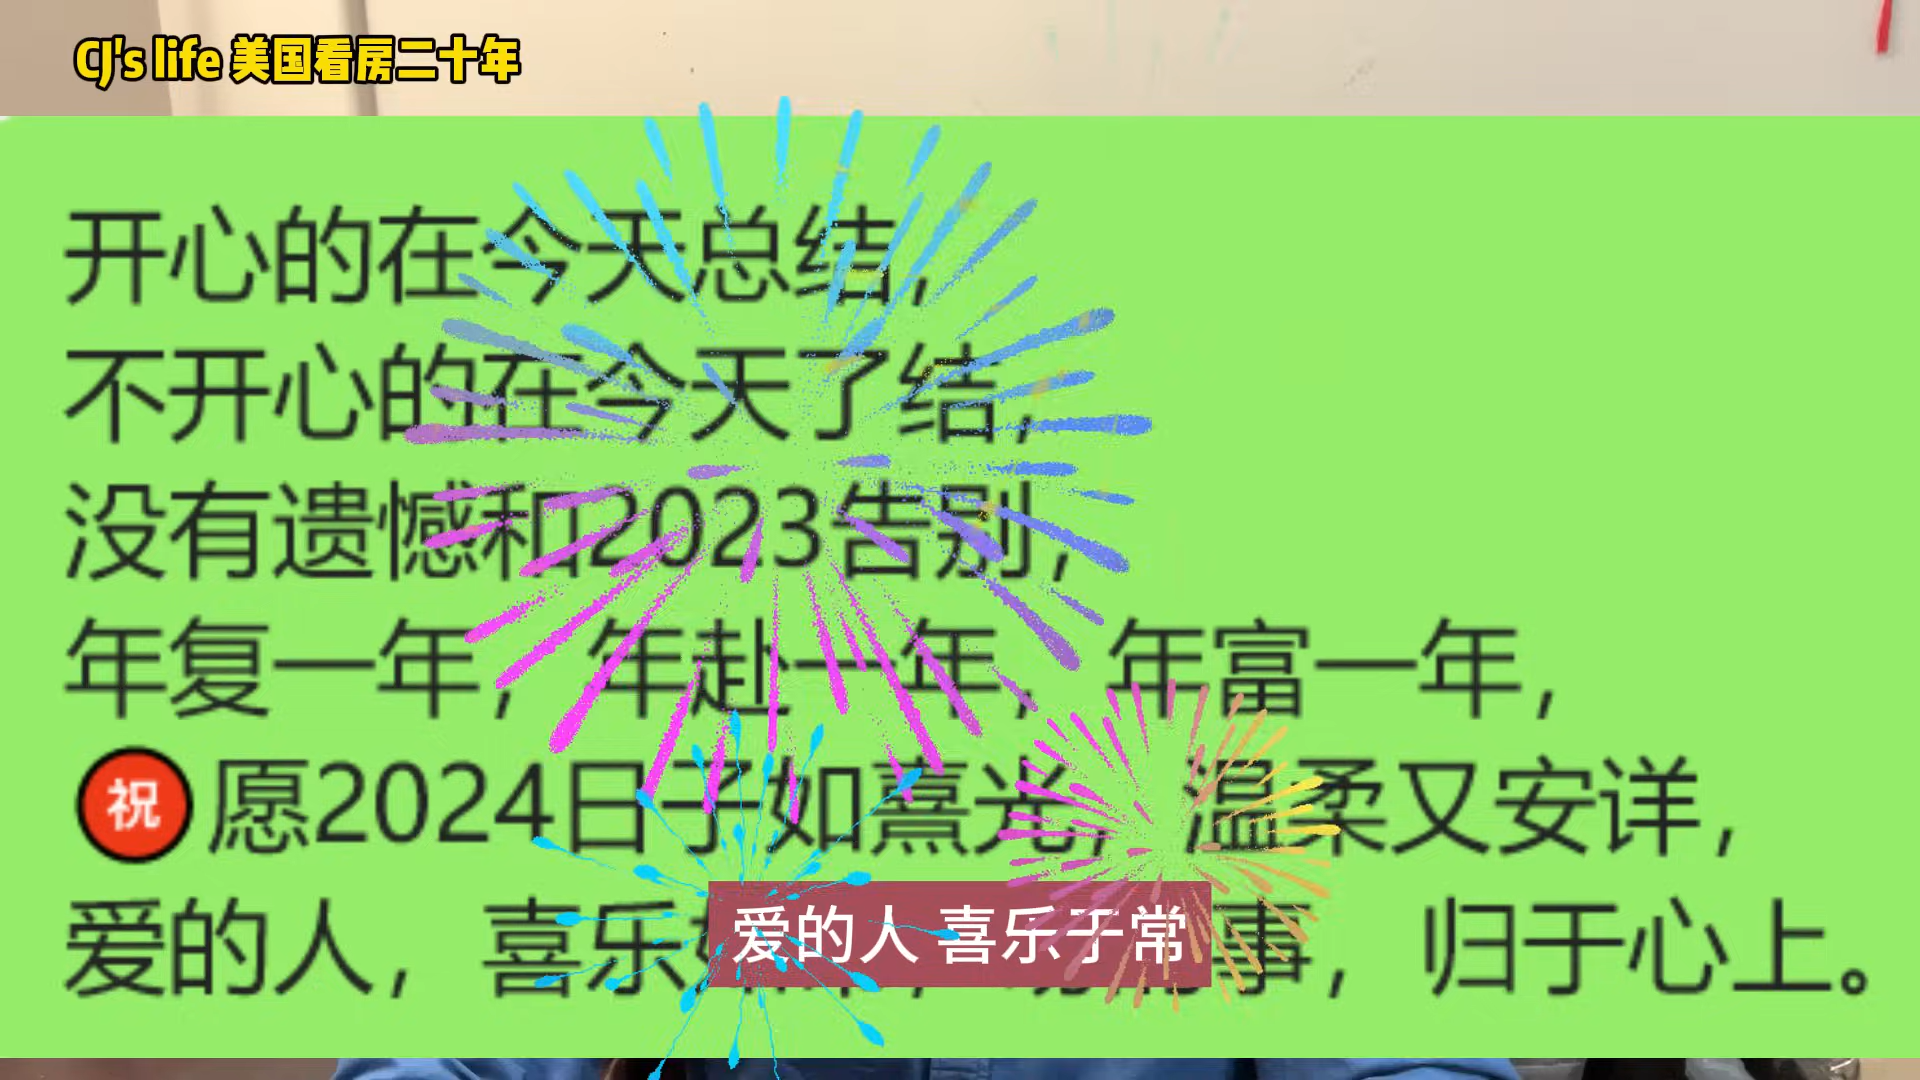 CJ's life 美国看房二十年
开心的在今天总结，
不开心的在今天了结，
没有遗憾和2023告别，
年复一年，年赴一年，年富一年，
祝 愿2024日子如熹光，温柔又安详，
爱的人，喜乐 事，归于心上。
爱的人 喜乐于常